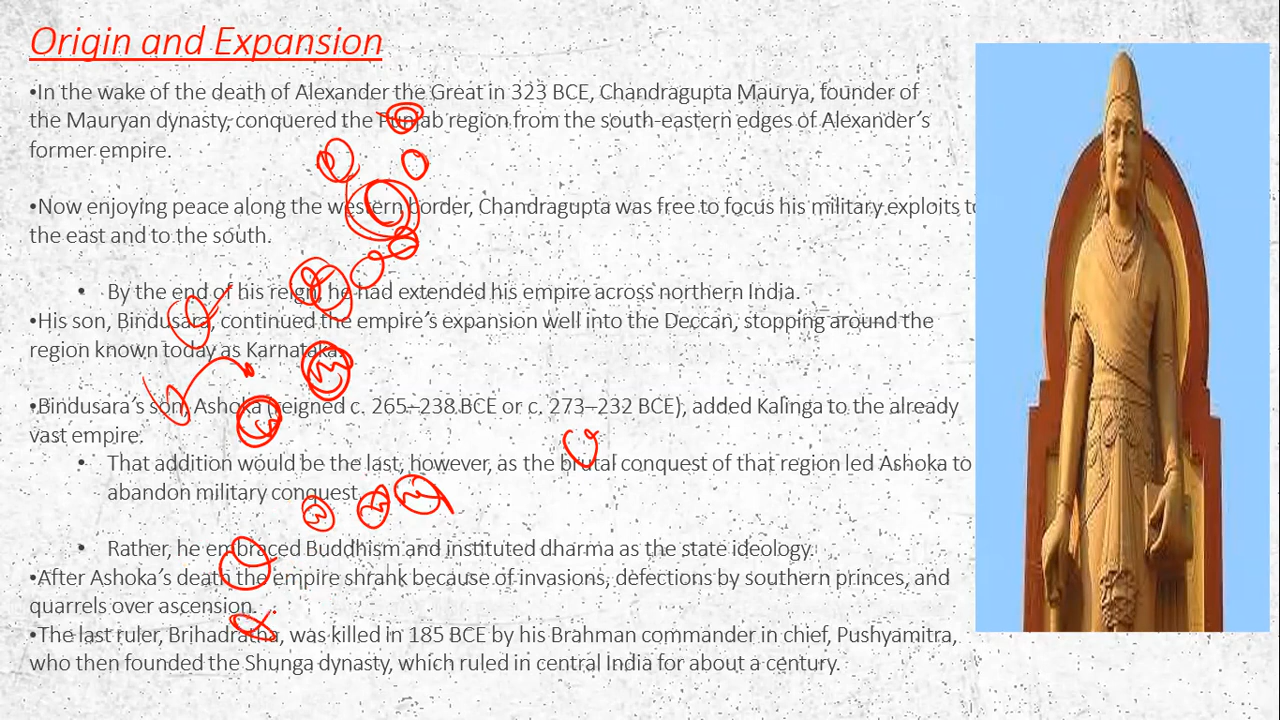 Origin and Expansion
•In the wake of the death of Alexander the Great in 323 BCE, Chandragupta Maurya, founder of
the Mauryan dynasty, conquered the Punjab region from the south-eastern edges of Alexander’s
former empire.
•Now enjoying peace along the western border, Chandragupta was free to focus his military exploits to
the east and to the south.
• By the end of his reign, he had extended his empire across northern India.
•His son, Bindusara, continued the empire’s expansion well into the Deccan, stopping around the
region known today as Karnataka.
•Bindusara’s son, Ashoka (reigned c. 265–238 BCE or c. 273–232 BCE), added Kalinga to the already
vast empire.
• That addition would be the last, however, as the brutal conquest of that region led Ashoka to
abandon military conquest.
• Rather, he embraced Buddhism and instituted dharma as the state ideology.
•After Ashoka’s death the empire shrank because of invasions, defections by southern princes, and
quarrels over ascension.
•The last ruler, Brihadratha, was killed in 185 BCE by his Brahman commander in chief, Pushyamitra,
who then founded the Shunga dynasty, which ruled in central India for about a century.